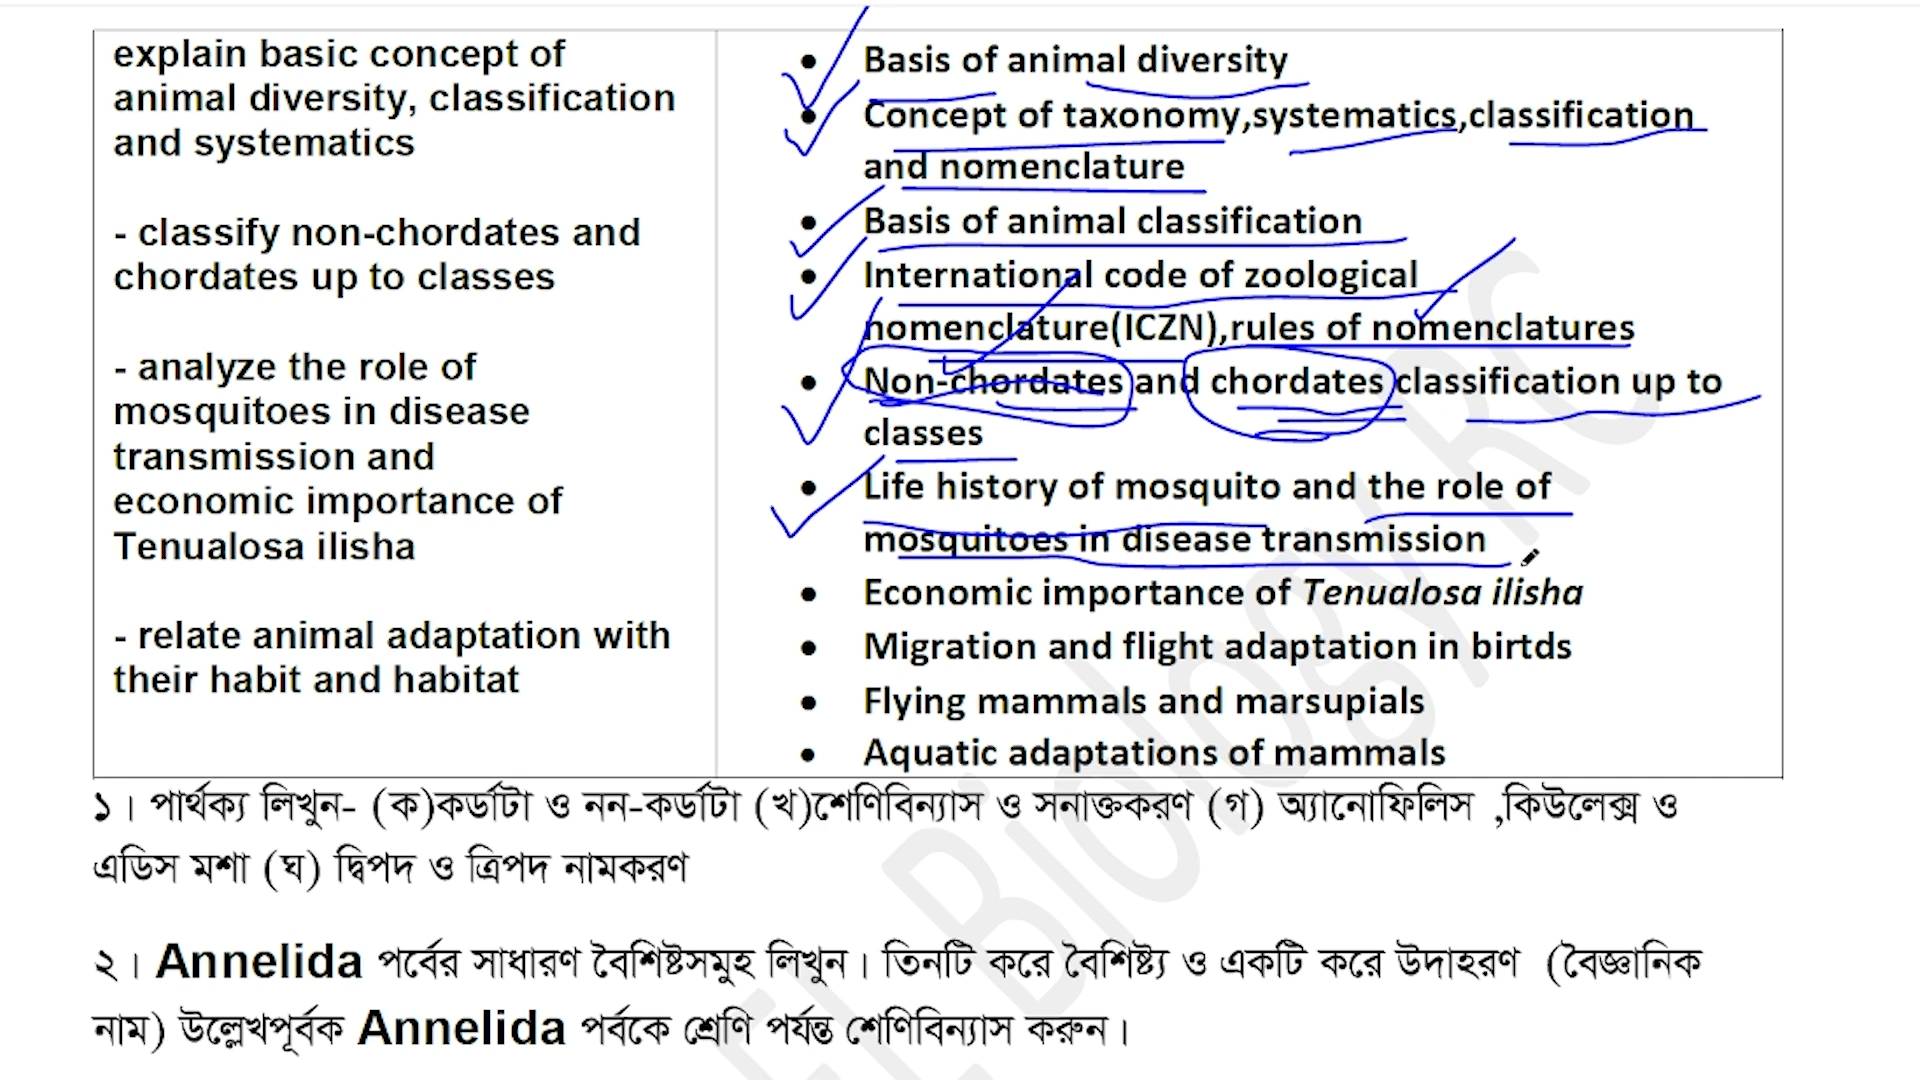 explain basic concept of
animal diversity, classification
and systematics
- classify non-chordates and
chordates up to classes
- analyze the role of
mosquitoes in disease
transmission and
economic importance of
Tenualosa ilisha
- relate animal adaptation with
their habit and habitat
• Basis of animal diversity
• Concept of taxonomy,systematics,classification
and nomenclature
• Basis of animal classification
• International code of zoological
nomenclature(ICZN),rules of nomenclatures
• Non-chordates and chordates classification up to
classes
• Life history of mosquito and the role of
mosquitoes in disease transmission
• Economic importance of Tenualosa ilisha
• Migration and flight adaptation in birtds
• Flying mammals and marsupials
• Aquatic adaptations of mammals
১। পার্থক্য লিখুন- (ক)কর্ডাটা ও নন-কর্ডাটা (খ)শেণিবিন্যাস ও সনাক্তকরণ (গ) অ্যানোফিলিস ,কিউলেক্স ও
এডিস মশা (ঘ) দ্বিপদ ও ত্রিপদ নামকরণ
২। Annelida পর্বের সাধারণ বৈশিষ্টসমুহ লিখুন। তিনটি করে বৈশিষ্ট্য ও একটি করে উদাহরণ (বৈজ্ঞানিক
নাম) উল্লেখপূর্বক Annelida পর্বকে শ্রেণি পর্যন্ত শেণিবিন্যাস করুন।
Biology